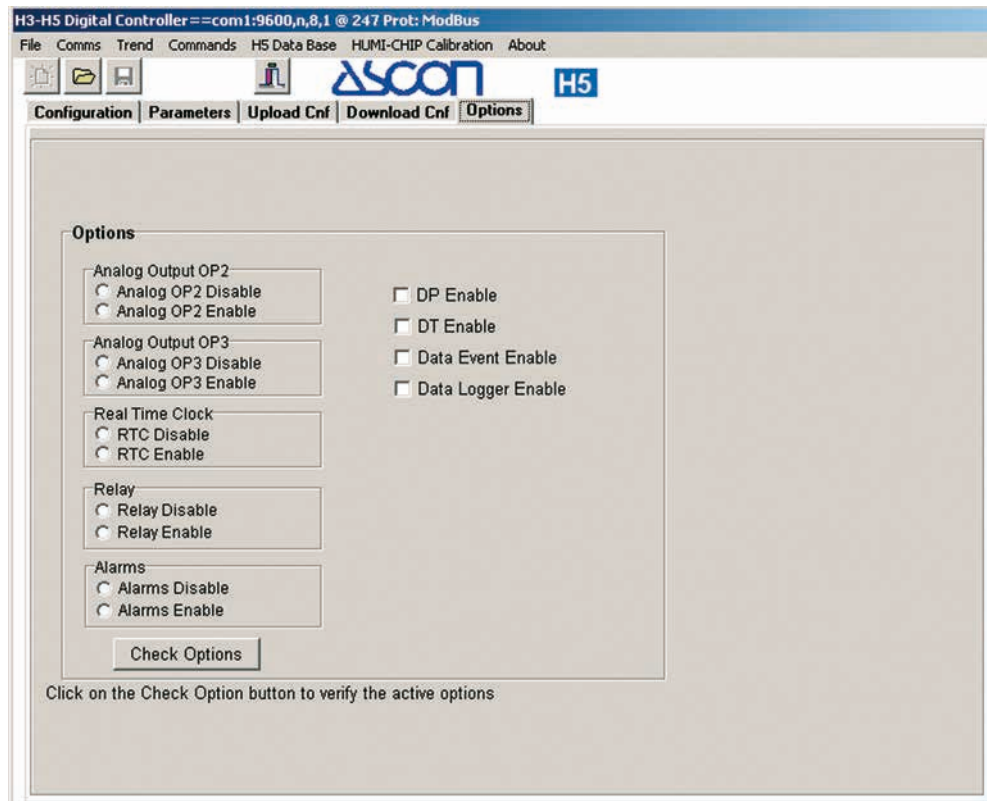 H3-H5 Digital Controller==com1:9600,n,8,1 @ 247 Prot: ModBus
File Comms Trend Commands H5 Data Base HUMI-CHIP Calibration About
ASCON H5
Configuration Parameters Upload Cnf Download Cnf Options
Options
Analog Output OP2
Analog OP2 Disable
Analog OP2 Enable
Analog Output OP3
Analog OP3 Disable
Analog OP3 Enable
Real Time Clock
RTC Disable
RTC Enable
Relay
Relay Disable
Relay Enable
Alarms
Alarms Disable
Alarms Enable
DP Enable
DT Enable
Data Event Enable
Data Logger Enable
Check Options
Click on the Check Option button to verify the active options